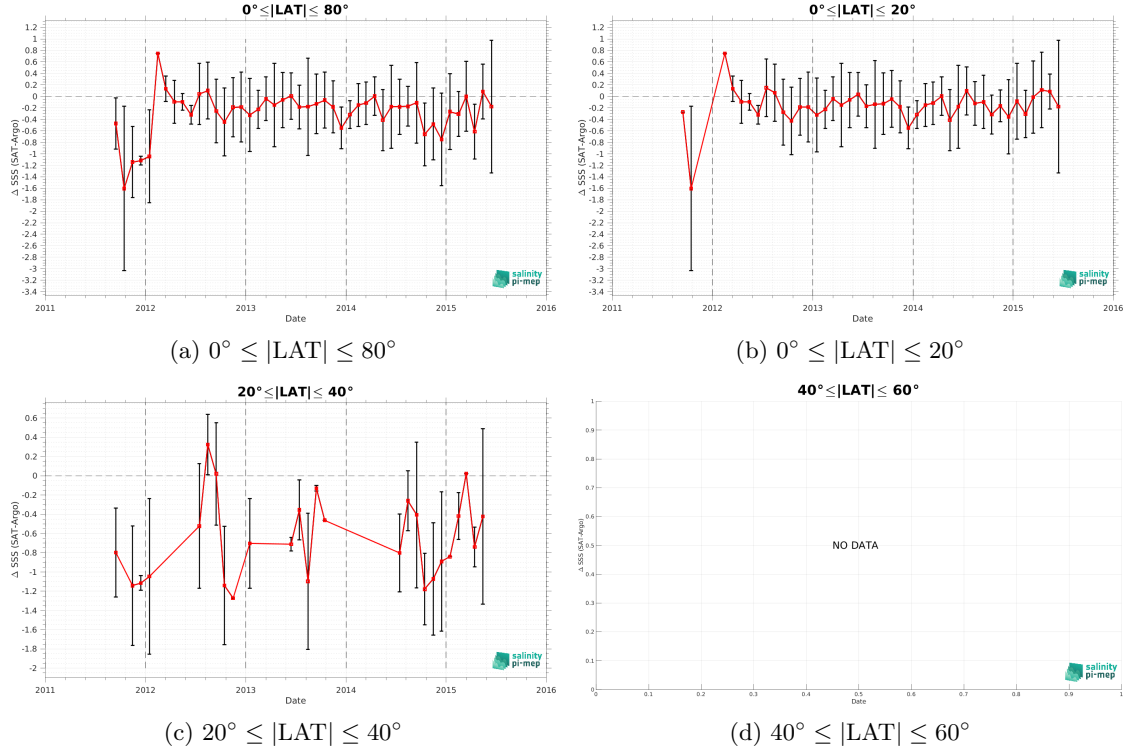 0°≤|LAT|≤ 80°
1.2
1
0.8
0.6
0.4
0.2
0
-0.2
-0.4
-0.6
-0.8
-1
-1.2
-1.4
-1.6
-1.8
-2
-2.2
-2.4
-2.6
-2.8
-3
-3.2
-3.4
Δ SSS (SAT-Argo)
2011 2012 2013 2014 2015 2016
Date
salinity
pi-mep
(a) 0° ≤ |LAT| ≤ 80°
0°≤|LAT|≤ 20°
1.2
1
0.8
0.6
0.4
0.2
0
-0.2
-0.4
-0.6
-0.8
-1
-1.2
-1.4
-1.6
-1.8
-2
-2.2
-2.4
-2.6
-2.8
-3
-3.2
-3.4
Δ SSS (SAT-Argo)
2011 2012 2013 2014 2015 2016
Date
salinity
pi-mep
(b) 0° ≤ |LAT| ≤ 20°
20°≤|LAT|≤ 40°
0.6
0.4
0.2
0
-0.2
-0.4
-0.6
-0.8
-1
-1.2
-1.4
-1.6
-1.8
-2
Δ SSS (SAT-Argo)
2011 2012 2013 2014 2015 2016
Date
salinity
pi-mep
(c) 20° ≤ |LAT| ≤ 40°
40°≤|LAT|≤ 60°
1
0.9
0.8
0.7
0.6
0.5
0.4
0.3
0.2
0.1
0
Δ SSS (SAT-Argo)
NO DATA
0 0.1 0.2 0.3 0.4 0.5 0.6 0.7 0.8 0.9 1
Date
salinity
pi-mep
(d) 40° ≤ |LAT| ≤ 60°